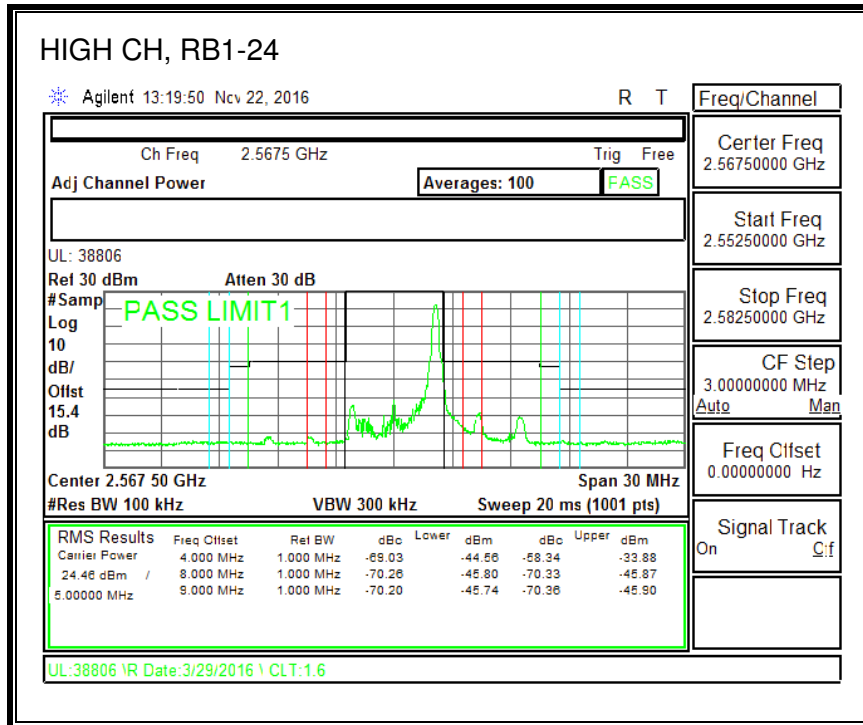 HIGH CH, RB1-24
Agilent 13:19:50 Nov 22, 2016 R T
Freq/Channel
Ch Freq 2.5675 GHz Trig Free
Adj Channel Power Averages: 100 PASS
UL: 38806
Ref 30 dBm Atten 30 dB
#Samp
Log
10
dB/
Offst
15.4
dB
PASS LIMIT1
Center 2.567 50 GHz Span 30 MHz
#Res BW 100 kHz VBW 300 kHz Sweep 20 ms (1001 pts)
RMS Results Freq Offset Ref BW dBc Lower dBm dBc Upper dBm
Carrier Power 4.000 MHz 1.000 MHz -69.03 -44.56 -58.34 -33.88
24.46 dBm / 8.000 MHz 1.000 MHz -70.26 -45.80 -70.33 -45.87
5.00000 MHz 9.000 MHz 1.000 MHz -70.20 -45.74 -70.36 -45.90
UL:38806 \R Date:3/29/2016 \ CLT:1.6
Center Freq
2.56750000 GHz
Start Freq
2.55250000 GHz
Stop Freq
2.58250000 GHz
CF Step
3.00000000 MHz
Auto Man
Freq Offset
0.00000000 Hz
Signal Track
On Off